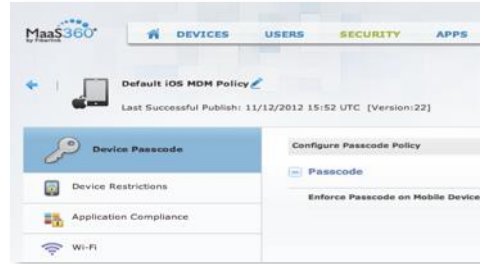 MaaS360
by Fiberlink
DEVICES USERS SECURITY APPS
Default iOS MDM Policy
Last Successful Publish: 11/12/2012 15:52 UTC [Version:22]
Device Passcode
Configure Passcode Policy
Passcode
Device Restrictions
Enforce Passcode on Mobile Device
Application Compliance
Wi-Fi